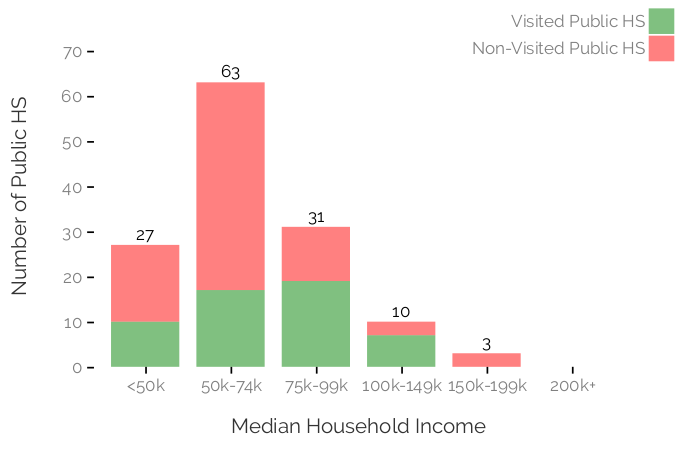 Visited Public HS
Non-Visited Public HS
Number of Public HS
70
60
50
40
30
20
10
0
27
63
31
10
3
<50k
50k-74k
75k-99k
100k-149k
150k-199k
200k+
Median Household Income